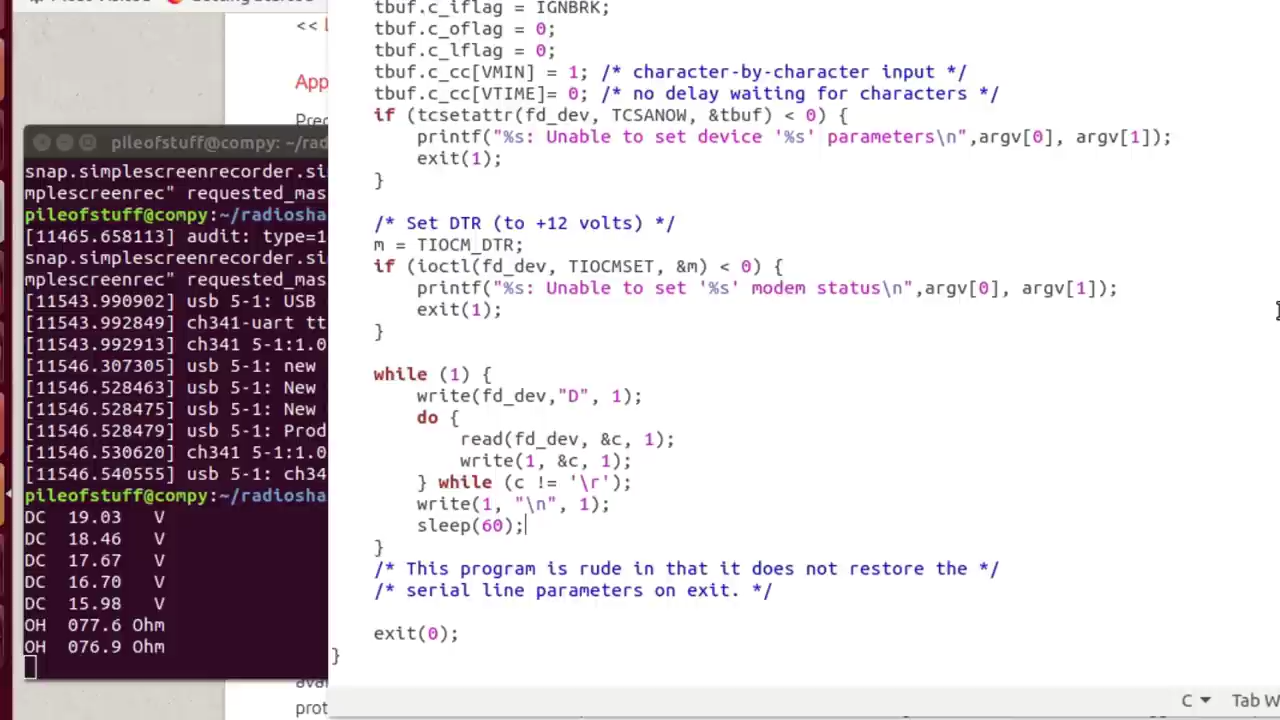 <<
App
Prec
pileofstuff@compy: ~/rad
snap.simplescreenrecorder.si
mplescreenrec" requested_mas
pileofstuff@compy:~/radiosha
[11465.658113] audit: type=1
snap.simplescreenrecorder.si
mplescreenrec" requested_mas
[11543.990902] usb 5-1: USB
[11543.992849] ch341-uart tt
[11543.992913] ch341 5-1:1.0
[11546.307305] usb 5-1: new
[11546.528463] usb 5-1: New
[11546.528475] usb 5-1: New
[11546.528479] usb 5-1: Prod
[11546.530620] ch341 5-1:1.0
[11546.540555] usb 5-1: ch34
pileofstuff@compy:~/radiosha
DC  19.03   V
DC  18.46   V
DC  17.67   V
DC  16.70   V
DC  15.98   V
OH  077.6 Ohm
OH  076.9 Ohm
prot
tbuf.c_iflag = IGNBRK;
tbuf.c_oflag = 0;
tbuf.c_lflag = 0;
tbuf.c_cc[VMIN] = 1; /* character-by-character input */
tbuf.c_cc[VTIME]= 0; /* no delay waiting for characters */
if (tcsetattr(fd_dev, TCSANOW, &tbuf) < 0) {
printf("%s: Unable to set device '%s' parameters\n",argv[0], argv[1]);
exit(1);
}
/* Set DTR (to +12 volts) */
m = TIOCM_DTR;
if (ioctl(fd_dev, TIOCMSET, &m) < 0) {
printf("%s: Unable to set '%s' modem status\n",argv[0], argv[1]);
exit(1);
}
while (1) {
write(fd_dev,"D", 1);
do {
read(fd_dev, &c, 1);
write(1, &c, 1);
} while (c != '\r');
write(1, "\n", 1);
sleep(60);
}
/* This program is rude in that it does not restore the */
/* serial line parameters on exit. */
exit(0);
}
C
Tab W